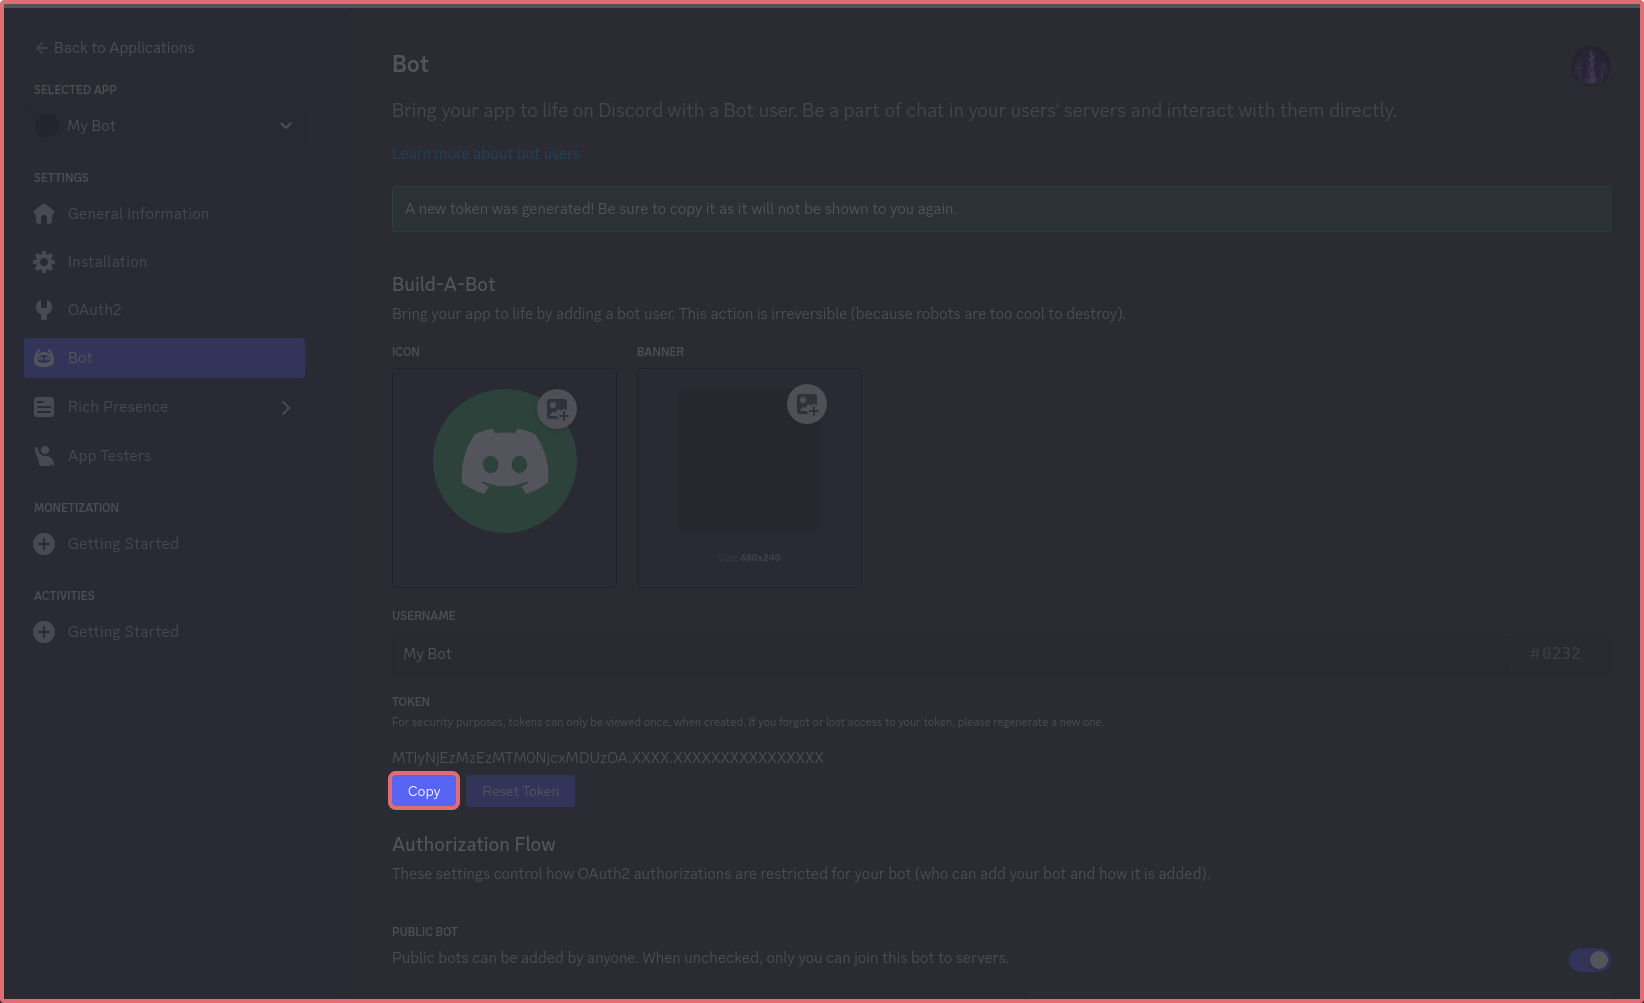 Back to Applications
SELECTED APP
My Bot
SETTINGS
General Information
Installation
OAuth2
Bot
Rich Presence
App Testers
MONETIZATION
Getting Started
ACTIVITIES
Getting Started
Bot
Bring your app to life on Discord with a Bot user. Be a part of chat in your users' servers and interact with them directly.
Learn more about bot users
A new token was generated! Be sure to copy it as it will not be shown to you again.
Build-A-Bot
Bring your app to life by adding a bot user. This action is irreversible (because robots are too cool to destroy).
ICON
BANNER
Size: 680x240
USERNAME
My Bot
#0232
TOKEN
For security purposes, tokens can only be viewed once, when created. If you forgot or lost access to your token, please regenerate a new one.
MTIyNjEzMzEzMTM0NjcxMDUzOA.XXXX.XXXXXXXXXXXXXXXX
Copy
Reset Token
Authorization Flow
These settings control how OAuth2 authorizations are restricted for your bot (who can add your bot and how it is added).
PUBLIC BOT
Public bots can be added by anyone. When unchecked, only you can join this bot to servers.